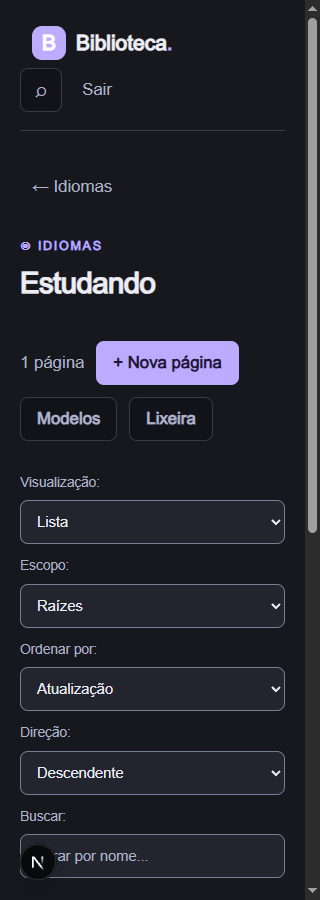 B Biblioteca.
Sair
← Idiomas
IDIOMAS
Estudando
1 página + Nova página
Modelos Lixeira
Visualização:
Lista
Escopo:
Raízes
Ordenar por:
Atualização
Direção:
Descendente
Buscar:
N rar por nome...